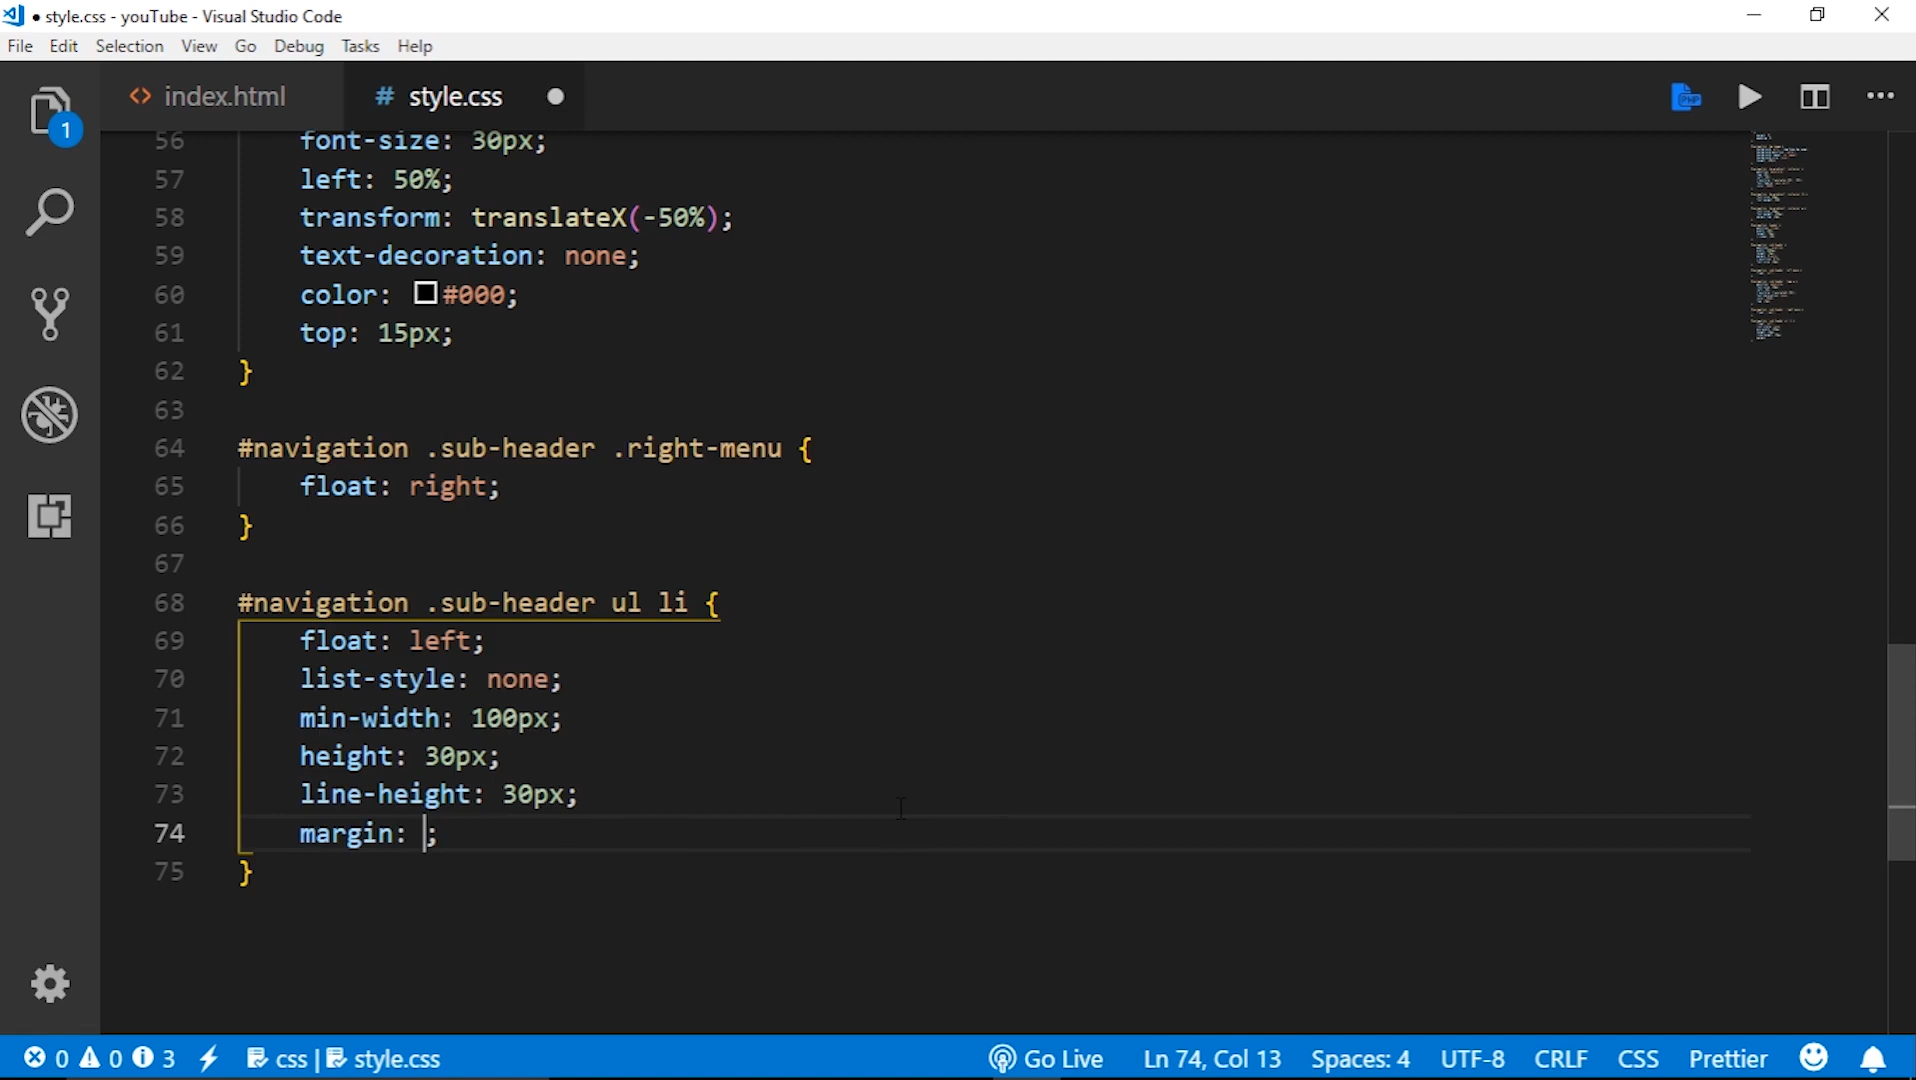 ● style.css - youTube - Visual Studio Code
File Edit Selection View Go Debug Tasks Help
1
<> index.html # style.css ●
PHP
56 font-size: 30px;
57 left: 50%;
58 transform: translateX(-50%);
59 text-decoration: none;
60 color: #000;
61 top: 15px;
62 }
63
64 #navigation .sub-header .right-menu {
65 float: right;
66 }
67
68 #navigation .sub-header ul li {
69 float: left;
70 list-style: none;
71 min-width: 100px;
72 height: 30px;
73 line-height: 30px;
74 margin: ;
75 }
0 0 3 css | style.css Go Live Ln 74, Col 13 Spaces: 4 UTF-8 CRLF CSS Prettier